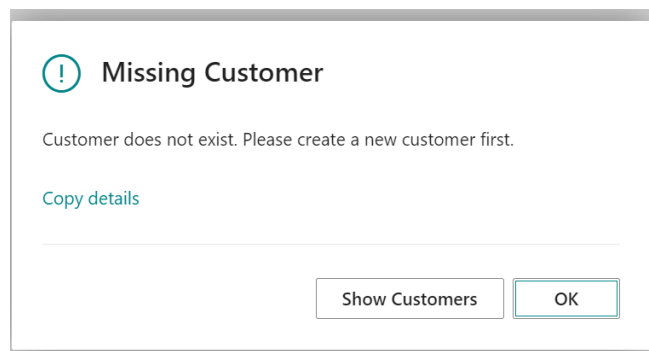 Missing Customer
Customer does not exist. Please create a new customer first.
Copy details
Show Customers
OK